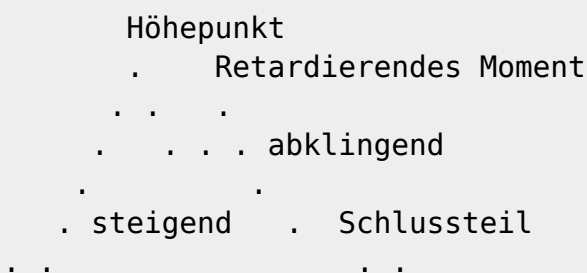 Höhepunkt
. Retardierendes Moment
. . .
. . . . abklingend
. .
. steigend . Schlussteil
. . . .